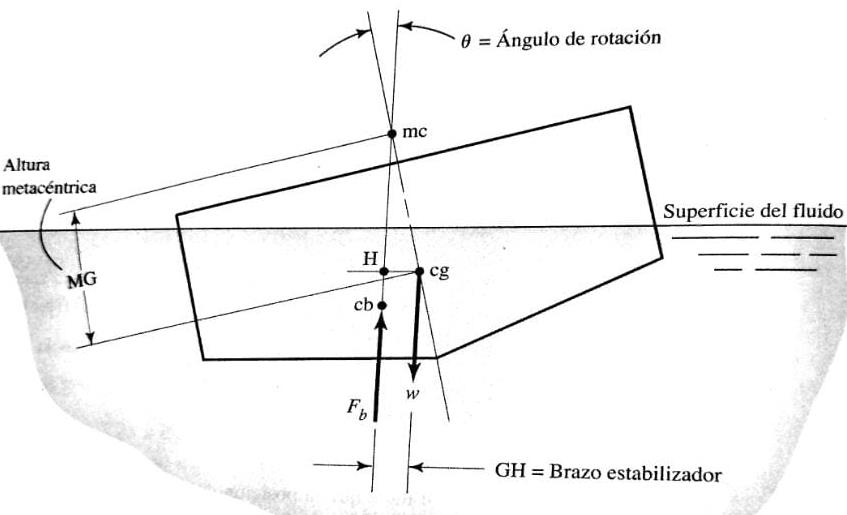 θ = Ángulo de rotación
mc
Altura
metacéntrica
Superficie del fluido
H
cg
MG
cb
w
F_b
GH = Brazo estabilizador